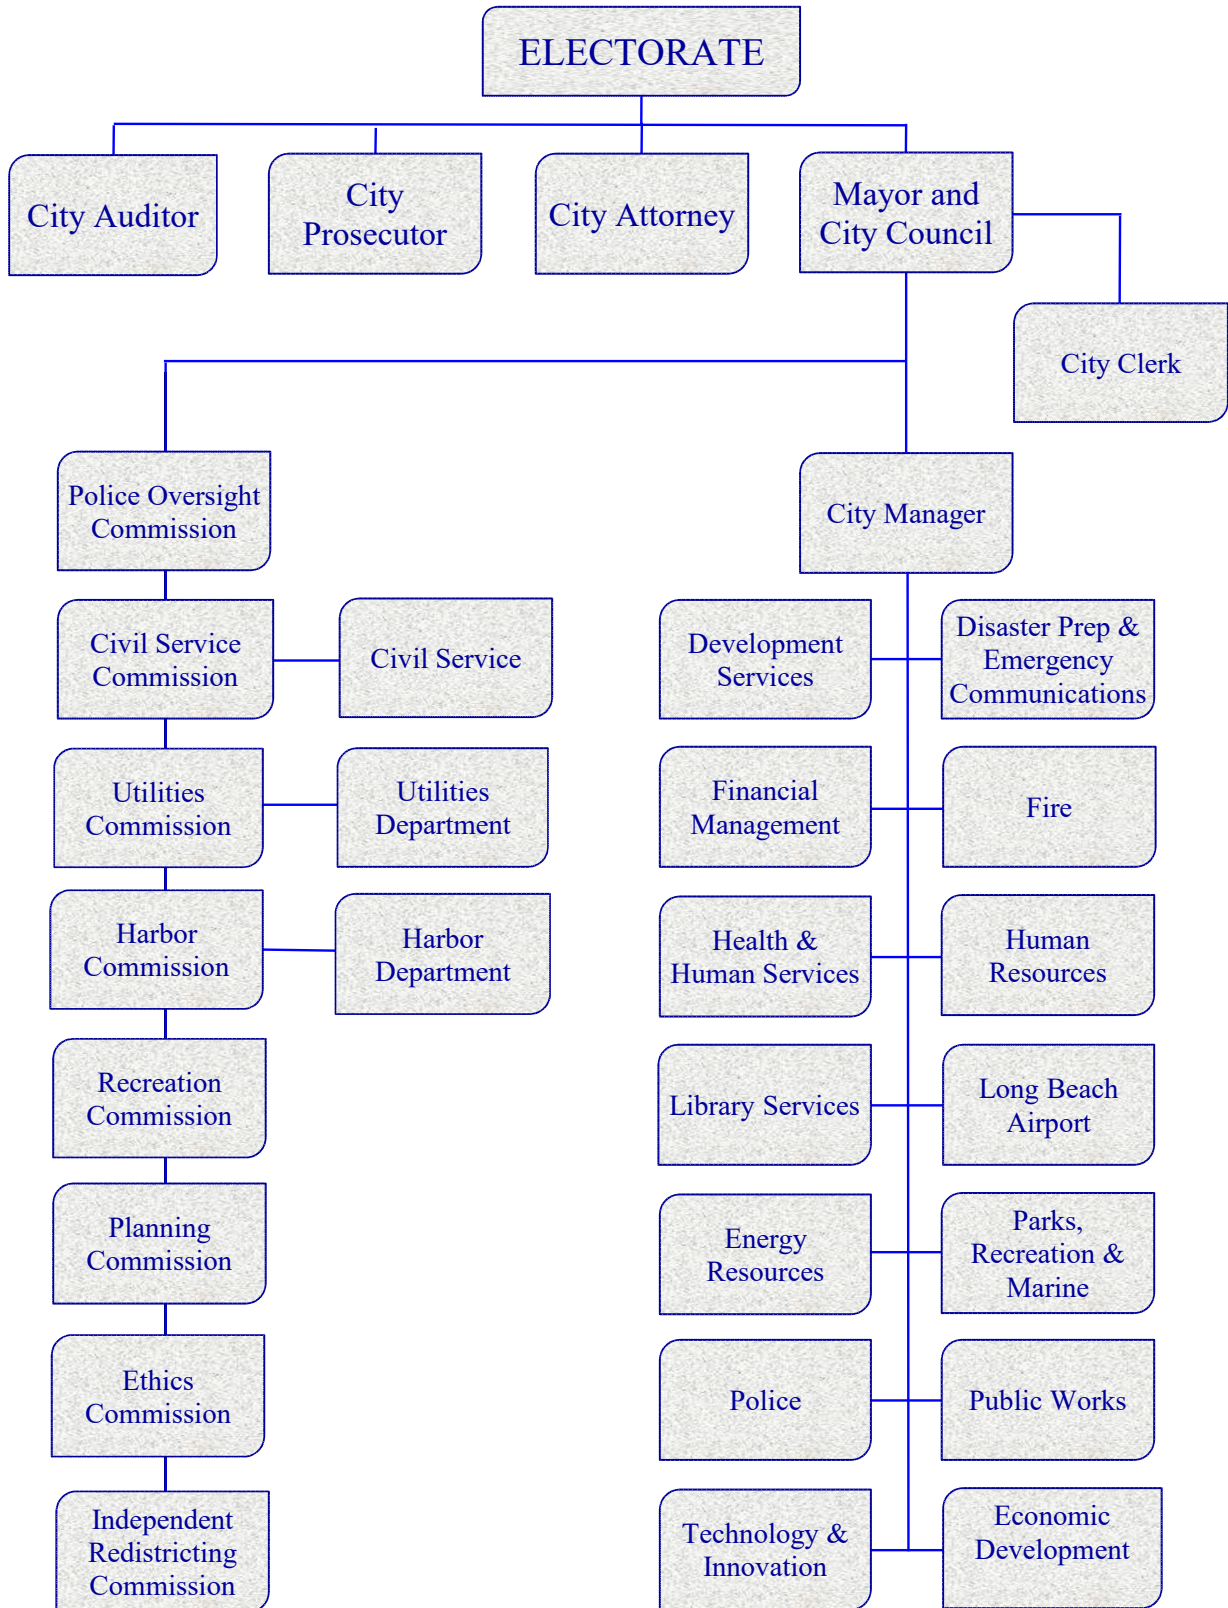 ELECTORATE
City Auditor
City
Prosecutor
City Attorney
Mayor and
City Council
City Clerk
Police Oversight
Commission
City Manager
Civil Service
Commission
Civil Service
Development
Services
Disaster Prep &
Emergency
Communications
Utilities
Commission
Utilities
Department
Financial
Management
Fire
Harbor
Commission
Harbor
Department
Health &
Human Services
Human
Resources
Recreation
Commission
Library Services
Long Beach
Airport
Planning
Commission
Energy
Resources
Parks,
Recreation &
Marine
Ethics
Commission
Police
Public Works
Independent
Redistricting
Commission
Technology &
Innovation
Economic
Development